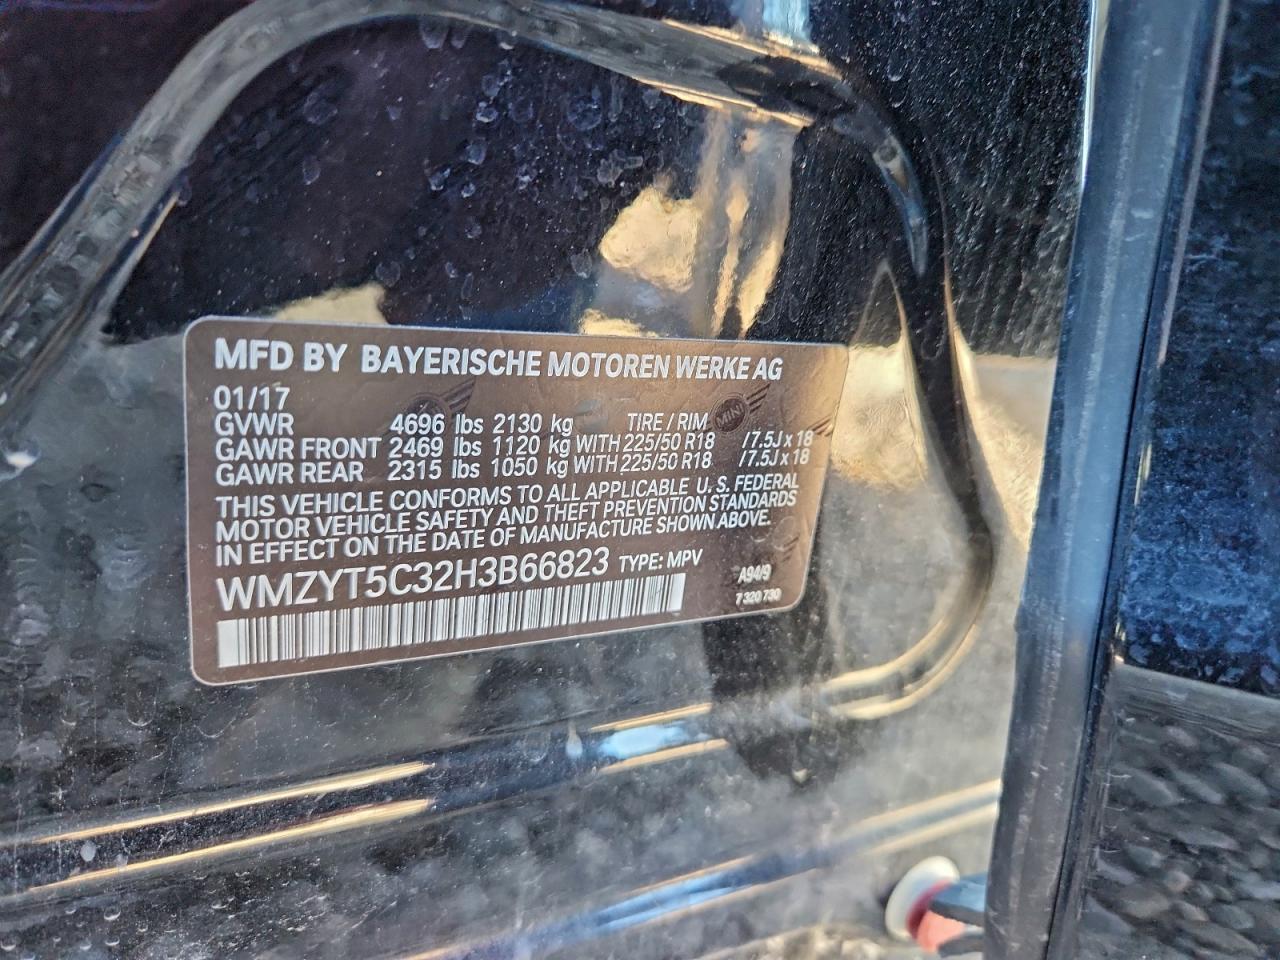 MFD BY BAYERISCHE MOTOREN WERKE AG
01/17
GVWR 4696 lbs 2130 kg TIRE / RIM MINI
GAWR FRONT 2469 lbs 1120 kg WITH 225/50 R18 /7.5J x 18
GAWR REAR 2315 lbs 1050 kg WITH 225/50 R18 /7.5J x 18
THIS VEHICLE CONFORMS TO ALL APPLICABLE U. S. FEDERAL
MOTOR VEHICLE SAFETY AND THEFT PREVENTION STANDARDS
IN EFFECT ON THE DATE OF MANUFACTURE SHOWN ABOVE.
WMZYT5C32H3B66823 TYPE: MPV
A94/9
7 320 730